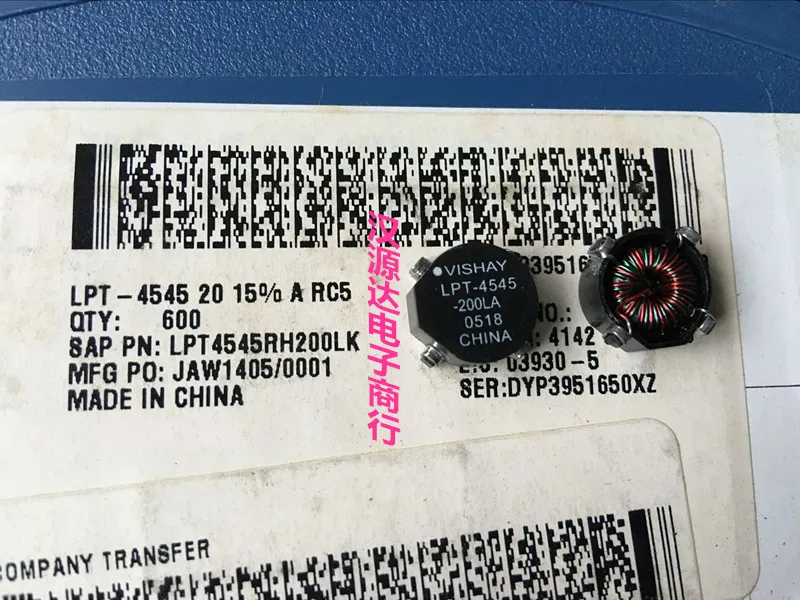 LPT-4545 20 15% A RC5
QTY: 600
SAP PN: LPT4545RH200LK
MFG PO: JAW1405/0001
MADE IN CHINA
汉源达电子商行
VISHAY
LPT-4545
-200LA
0518
CHINA
39516
NO.:
4142
03930-5
SER:DYP3951650XZ
COMPANY TRANSFER